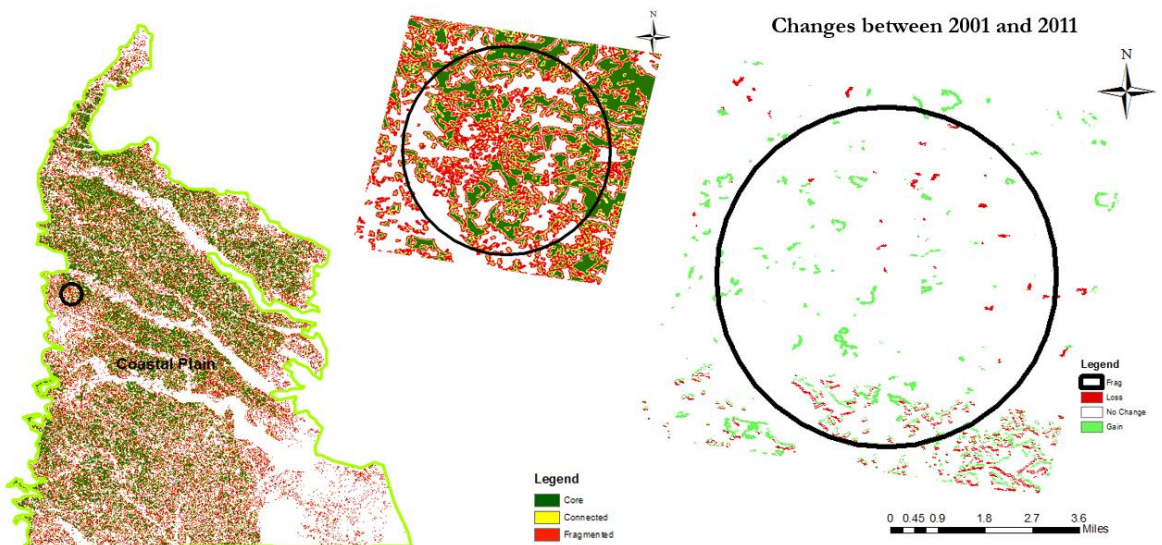 Coastal Plain
Legend
Core
Connected
Fragmented
N
Changes between 2001 and 2011
N
Legend
Frag
Loss
No Change
Gain
0 0.45 0.9 1.8 2.7 3.6
Miles